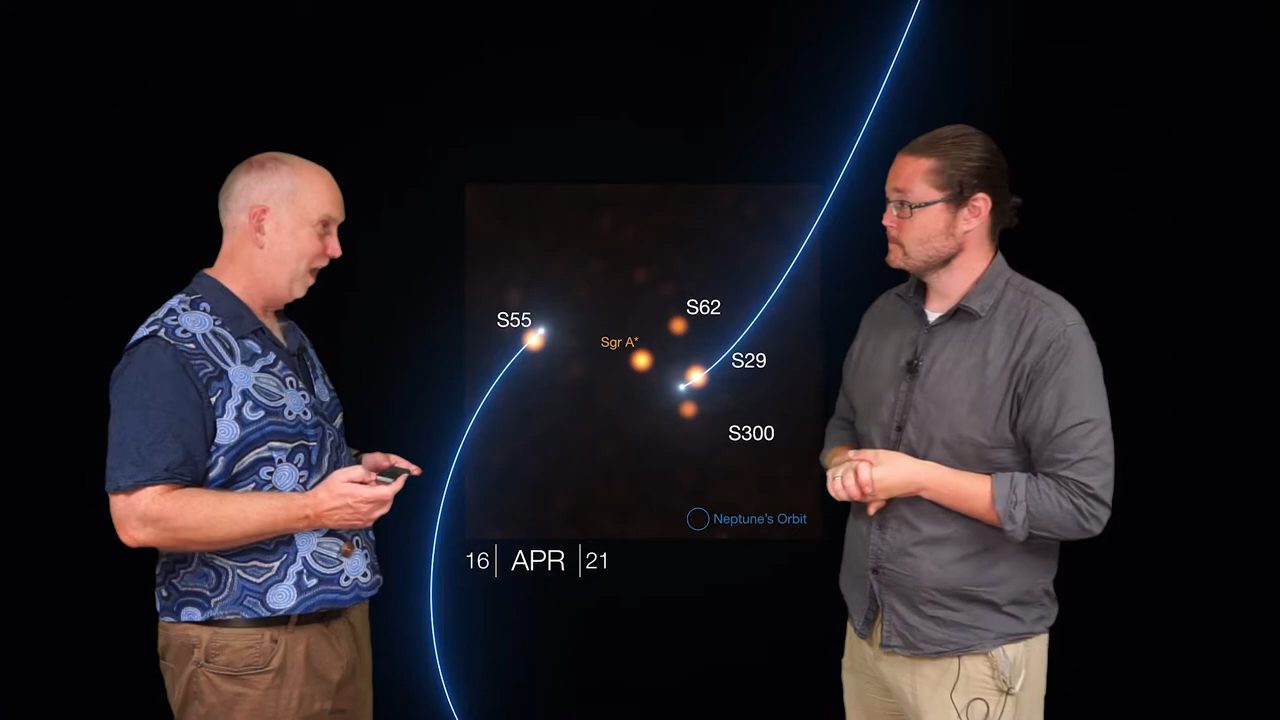 S55
S62
Sgr A*
S29
S300
Neptune's Orbit
16| APR |21